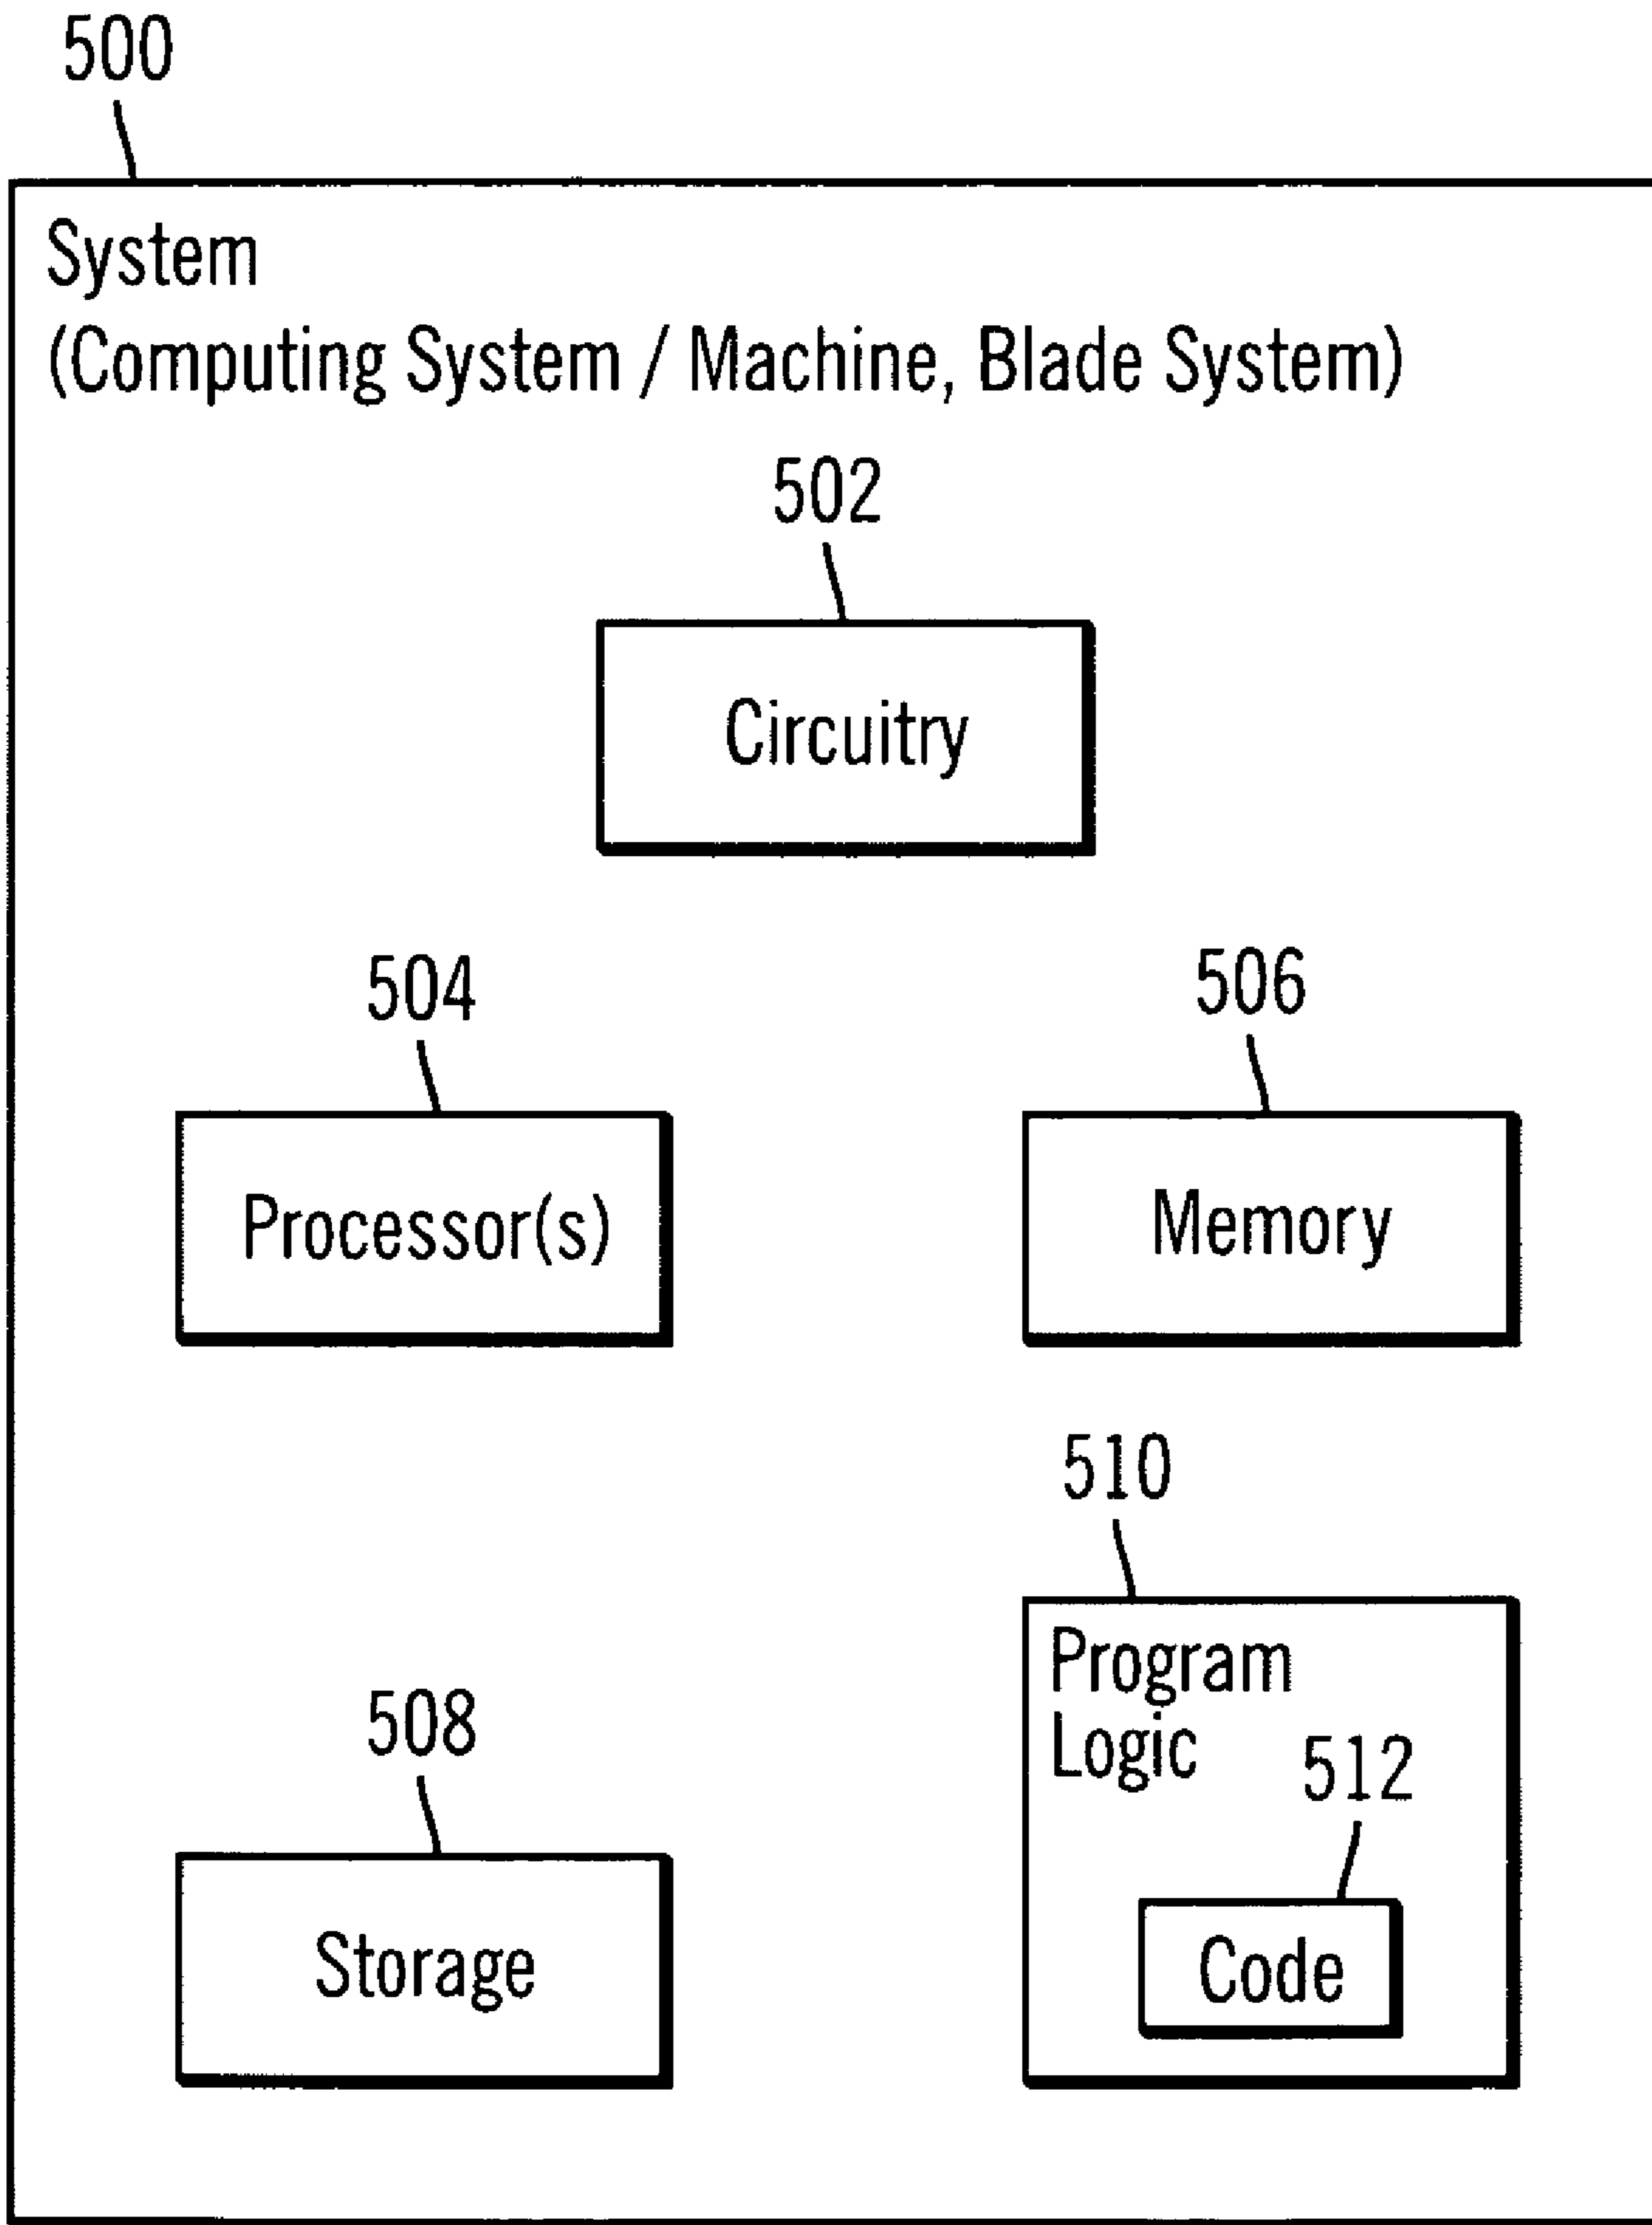 500
System
(Computing System / Machine, Blade System)
502
Circuitry
504
506
Processor(s)
Memory
510
Program
Logic
508
512
Storage
Code